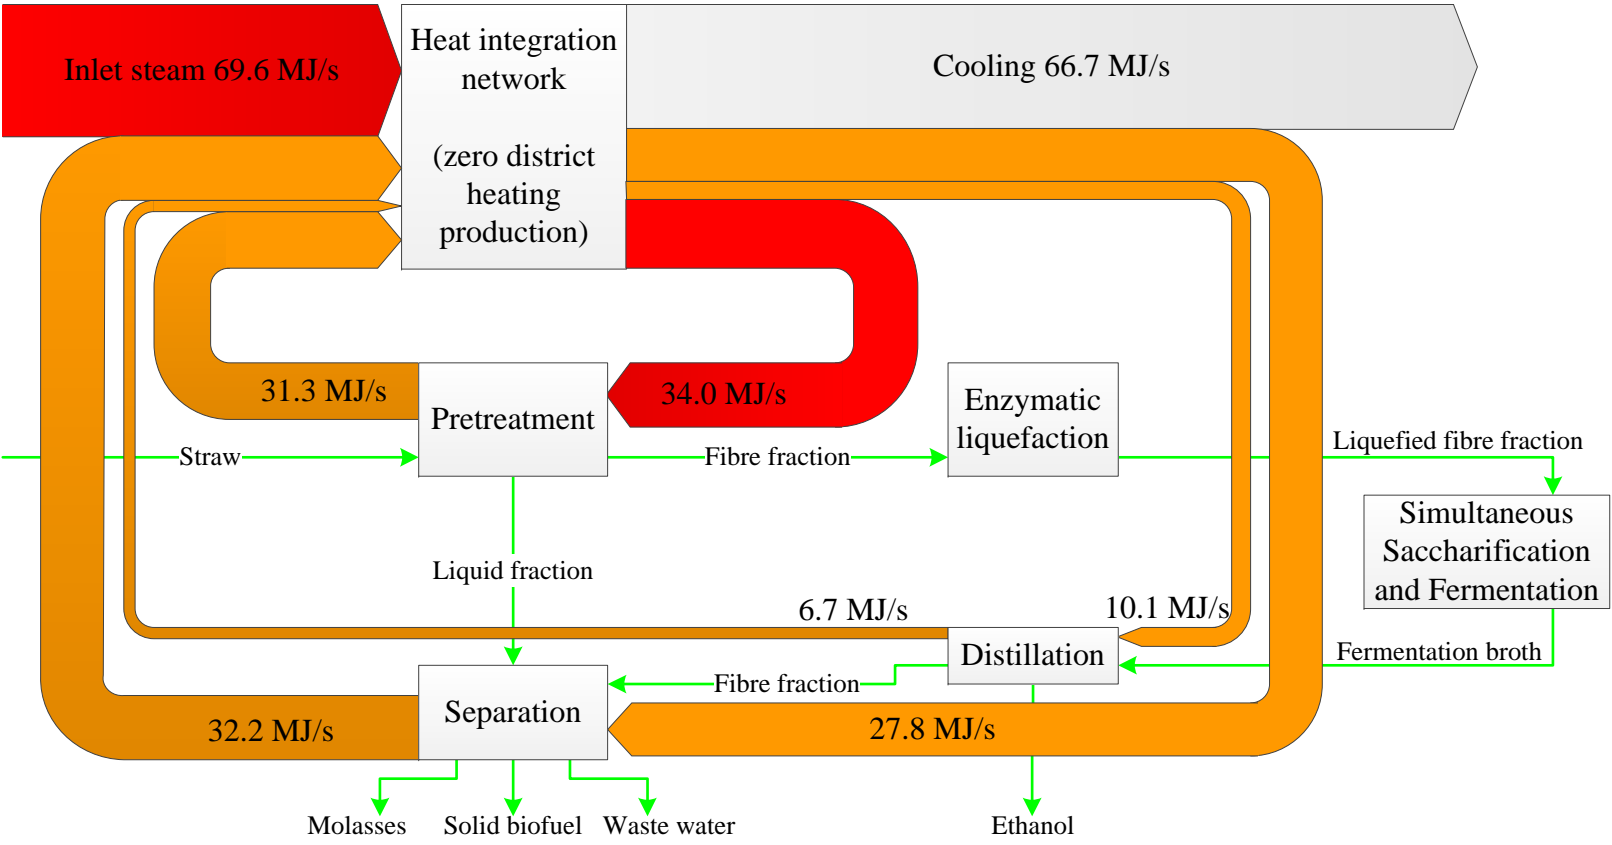 Inlet steam 69.6 MJ/s
Heat integration
network
(zero district
heating
production)
Cooling 66.7 MJ/s
31.3 MJ/s
Pretreatment
34.0 MJ/s
Enzymatic
liquefaction
Straw
Fibre fraction
Liquefied fibre fraction
Simultaneous
Saccharification
and Fermentation
Liquid fraction
6.7 MJ/s
10.1 MJ/s
Distillation
Fermentation broth
Fibre fraction
Separation
32.2 MJ/s
27.8 MJ/s
Molasses
Solid biofuel
Waste water
Ethanol